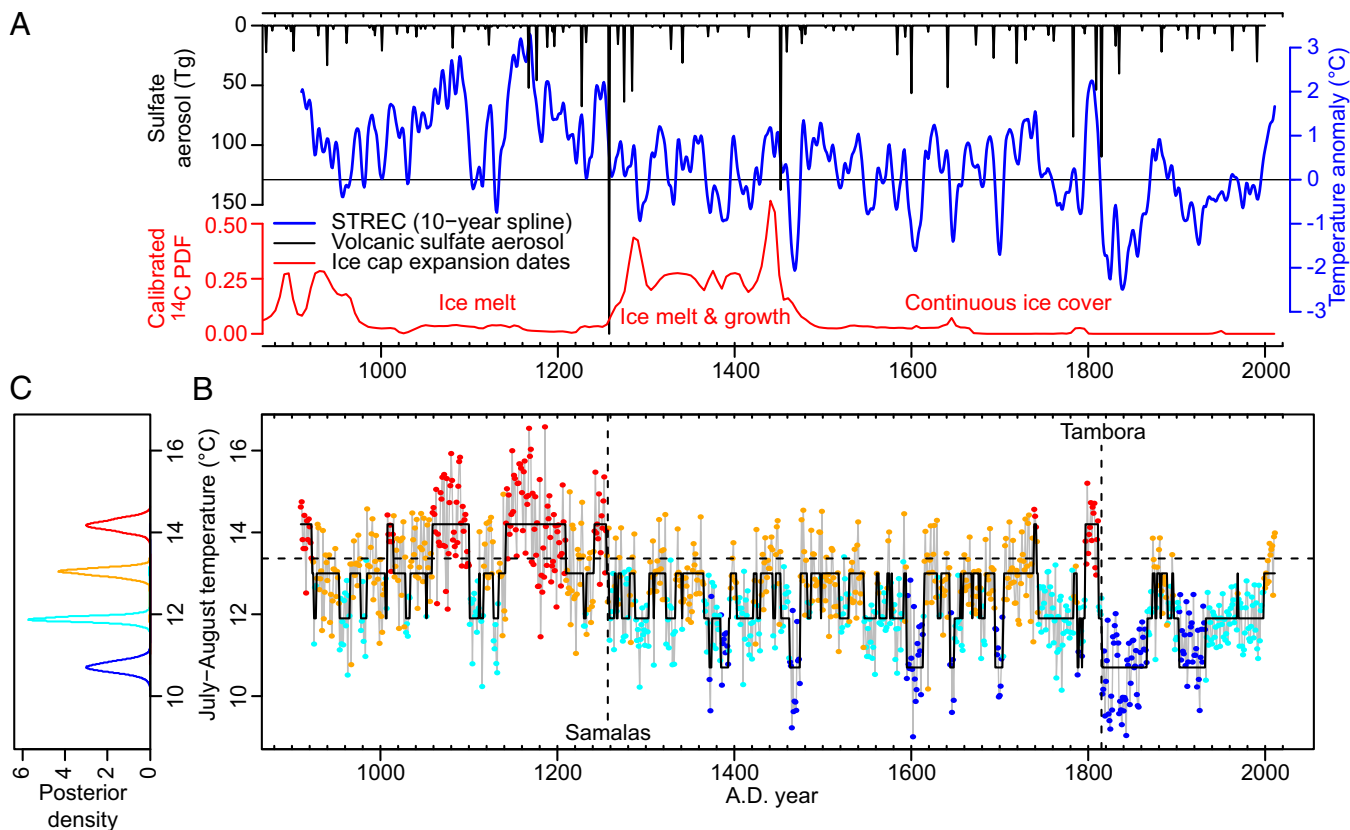 A
0
50
100
150
Sulfate
aerosol (Tg)
3
2
1
0
-1
-2
-3
Temperature anomaly (°C)
STREC (10−year spline)
Volcanic sulfate aerosol
Ice cap expansion dates
0.50
0.25
0.00
Calibrated
14C PDF
Ice melt
Ice melt & growth
Continuous ice cover
1000 1200 1400 1600 1800 2000
C
B
16
14
12
10
6 4 2 0
Posterior
density
July−August temperature (°C)
16
14
12
10
Samalas
Tambora
1000 1200 1400 1600 1800 2000
A.D. year